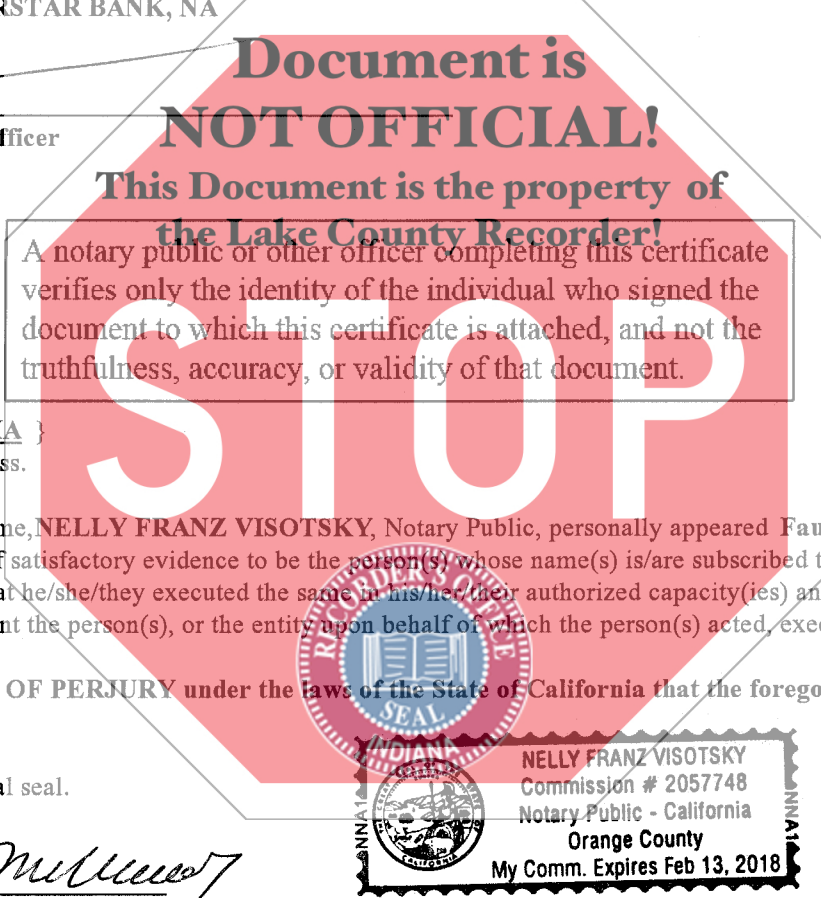 RSTAR BANK, NA
Document is
NOT OFFICIAL!
fficer
This Document is the property of
the Lake County Recorder!
A notary public or other officer completing this certificate
verifies only the identity of the individual who signed the
document to which this certificate is attached, and not the
truthfulness, accuracy, or validity of that document.
STOP
A }
ss.
ne, NELLY FRANZ VISOTSKY, Notary Public, personally appeared Fau
f satisfactory evidence to be the person(s) whose name(s) is/are subscribed t
at he/she/they executed the same in his/her/their authorized capacity(ies) an
nt the person(s), or the entity upon behalf of which the person(s) acted, exec
RECORDER'S OFFICE
SEAL
INDIANA
OF PERJURY under the laws of the State of California that the forego
al seal.
NELLY FRANZ VISOTSKY
Commission # 2057748
Notary Public - California
Orange County
My Comm. Expires Feb 13, 2018
NNA1
NNA1
CALIFORNIA